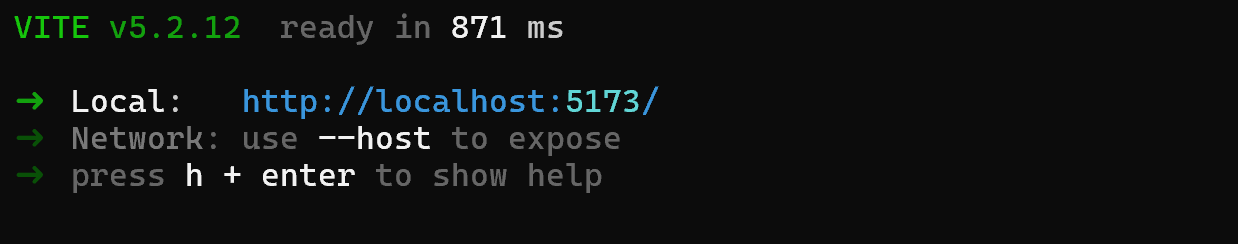 VITE v5.2.12  ready in 871 ms
➜  Local:   http://localhost:5173/
➜  Network: use --host to expose
➜  press h + enter to show help